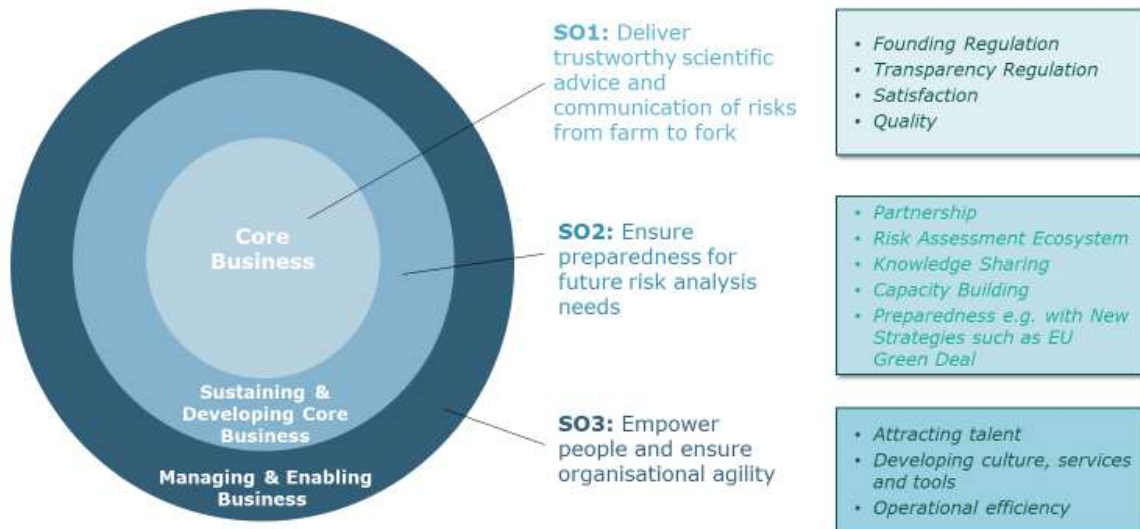 Core
Business
Sustaining &
Developing Core
Business
Managing & Enabling
Business
SO1: Deliver
trustworthy scientific
advice and
communication of risks
from farm to fork
• Founding Regulation
• Transparency Regulation
• Satisfaction
• Quality
SO2: Ensure
preparedness for
future risk analysis
needs
• Partnership
• Risk Assessment Ecosystem
• Knowledge Sharing
• Capacity Building
• Preparedness e.g. with New
Strategies such as EU
Green Deal
SO3: Empower
people and ensure
organisational agility
• Attracting talent
• Developing culture, services
and tools
• Operational efficiency